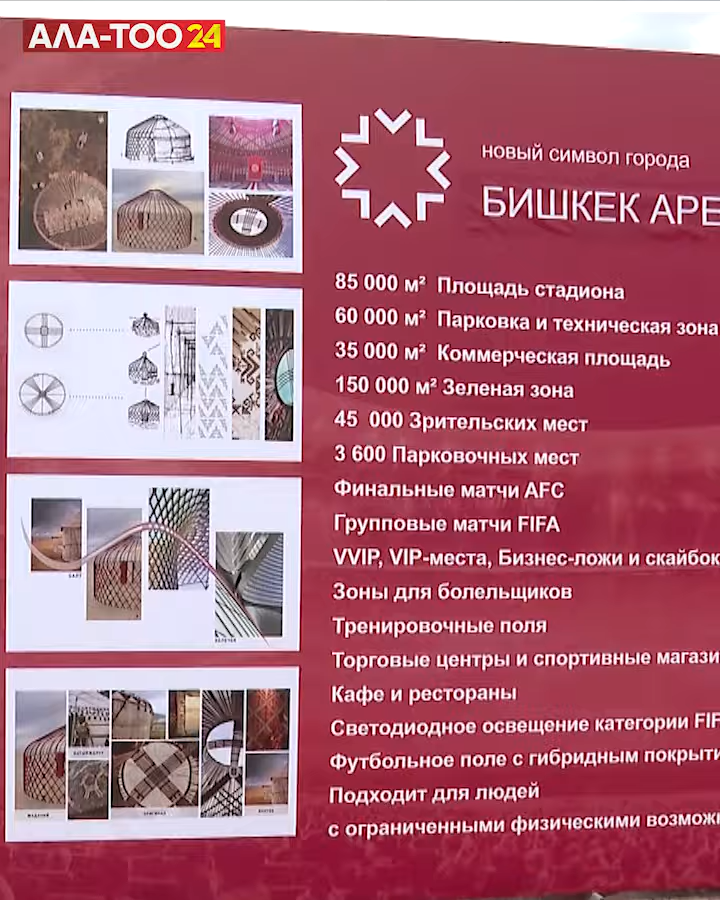 АЛА-ТОО 24
новый символ города
БИШКЕК АРЕ
85 000 м² Площадь стадиона
60 000 м² Парковка и техническая зона
35 000 м² Коммерческая площадь
150 000 м² Зеленая зона
45 000 Зрительских мест
3 600 Парковочных мест
Финальные матчи AFC
Групповые матчи FIFA
VVIP, VIP-места, Бизнес-ложи и скайбок
Зоны для болельщиков
Тренировочные поля
Торговые центры и спортивные магази
Кафе и рестораны
Светодиодное освещение категории FIF
Футбольное поле с гибридным покрыти
Подходит для людей
с ограниченными физическими возможн